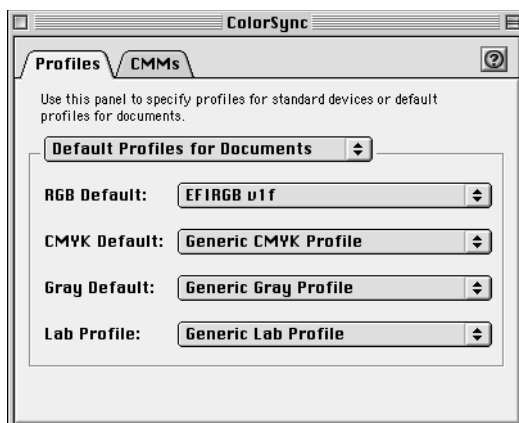 ColorSync
Profiles CMMs ?
Use this panel to specify profiles for standard devices or default
profiles for documents.
Default Profiles for Documents
RGB Default: EFIRGB v1f
CMYK Default: Generic CMYK Profile
Gray Default: Generic Gray Profile
Lab Profile: Generic Lab Profile